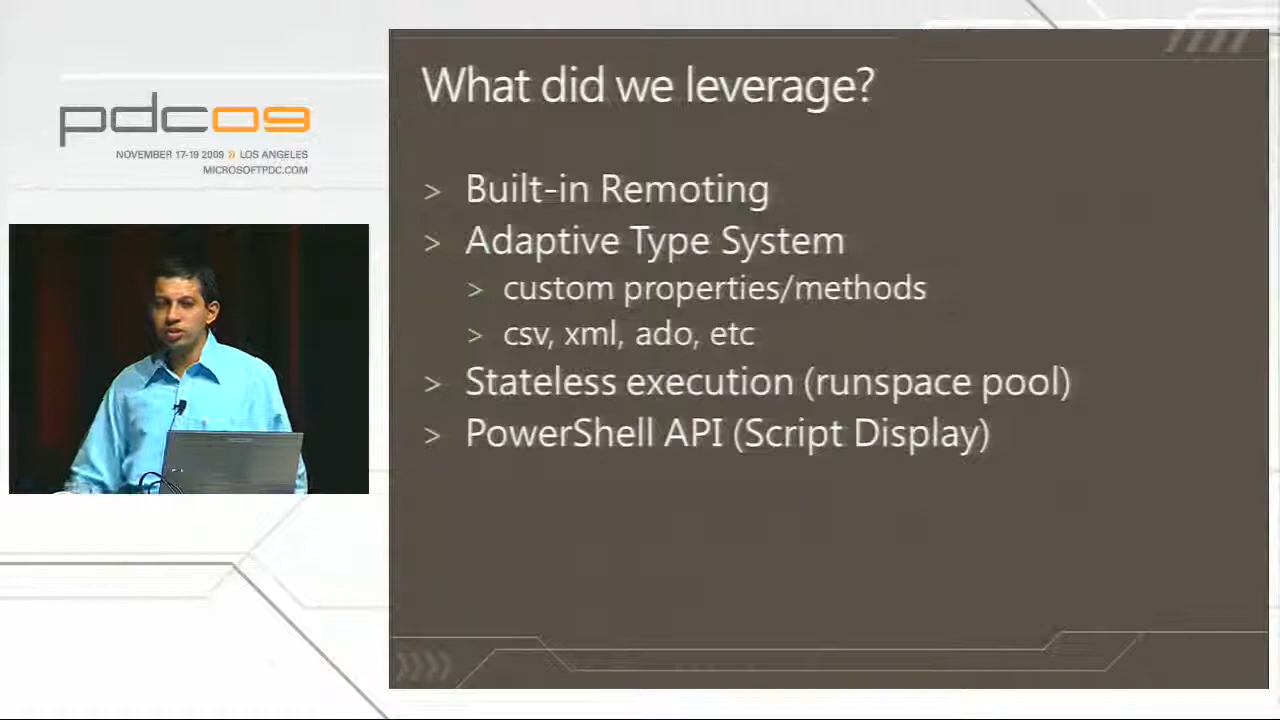 pdc09
NOVEMBER 17-19 2009 » LOS ANGELES
MICROSOFTPDC.COM
What did we leverage?
> Built-in Remoting
> Adaptive Type System
> custom properties/methods
> csv, xml, ado, etc
> Stateless execution (runspace pool)
> PowerShell API (Script Display)